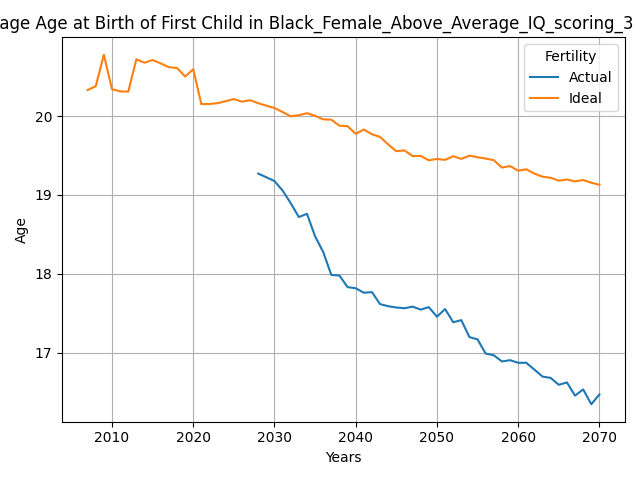 age Age at Birth of First Child in Black_Female_Above_Average_IQ_scoring_3
Fertility
Actual
Ideal
20
19
18
17
Age
2010 2020 2030 2040 2050 2060 2070
Years